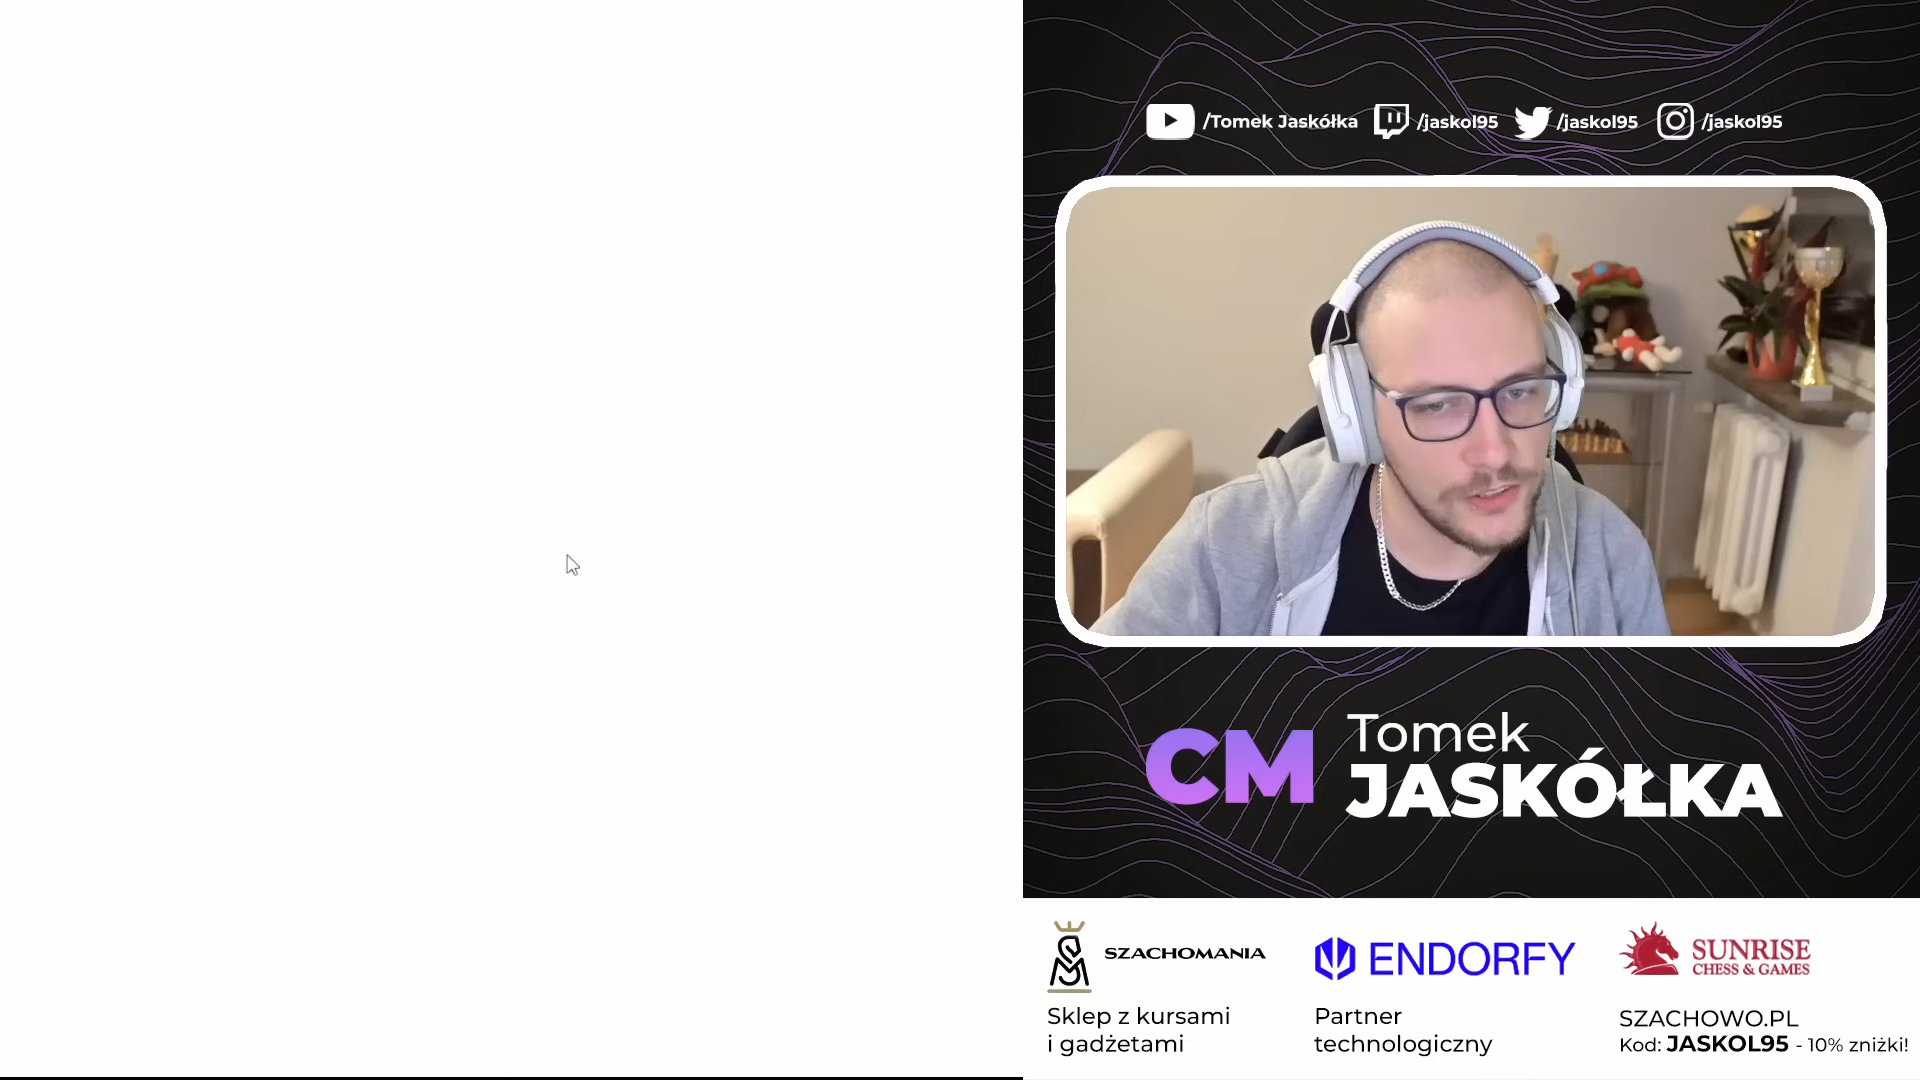 /Tomek Jaskółka /jaskol95 /jaskol95 /jaskol95
CM
Tomek
JASKÓŁKA
SZACHOMANIA
Sklep z kursami
i gadżetami
ENDORFY
Partner
technologiczny
SUNRISE
CHESS & GAMES
SZACHOWO.PL
Kod: JASKOL95 - 10% zniżki!